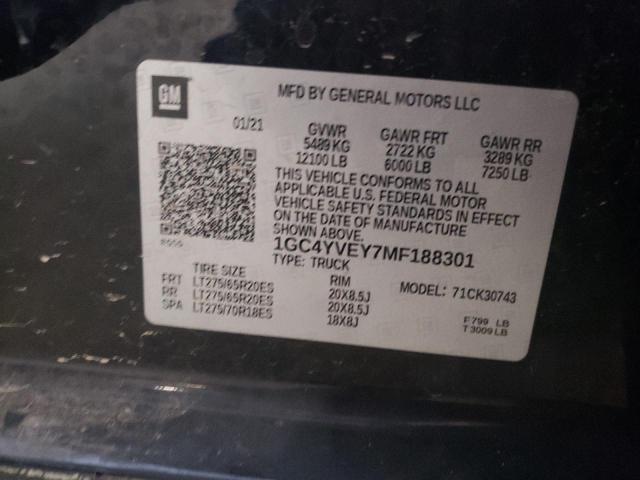 GM
MFD BY GENERAL MOTORS LLC
01/21
GVWR GAWR FRT GAWR RR
5489 KG 2722 KG 3289 KG
12100 LB 6000 LB 7250 LB
THIS VEHICLE CONFORMS TO ALL
APPLICABLE U.S. FEDERAL MOTOR
VEHICLE SAFETY STANDARDS IN EFFECT
ON THE DATE OF MANUFACTURE
SHOWN ABOVE.
1GC4YVEY7MF188301
TYPE: TRUCK
TIRE SIZE RIM MODEL: 71CK30743
FRT LT275/65R20ES 20X8.5J
RR LT275/65R20ES 20X8.5J
SPA LT275/70R18ES 18X8J
F 799 LB
T 3009 LB